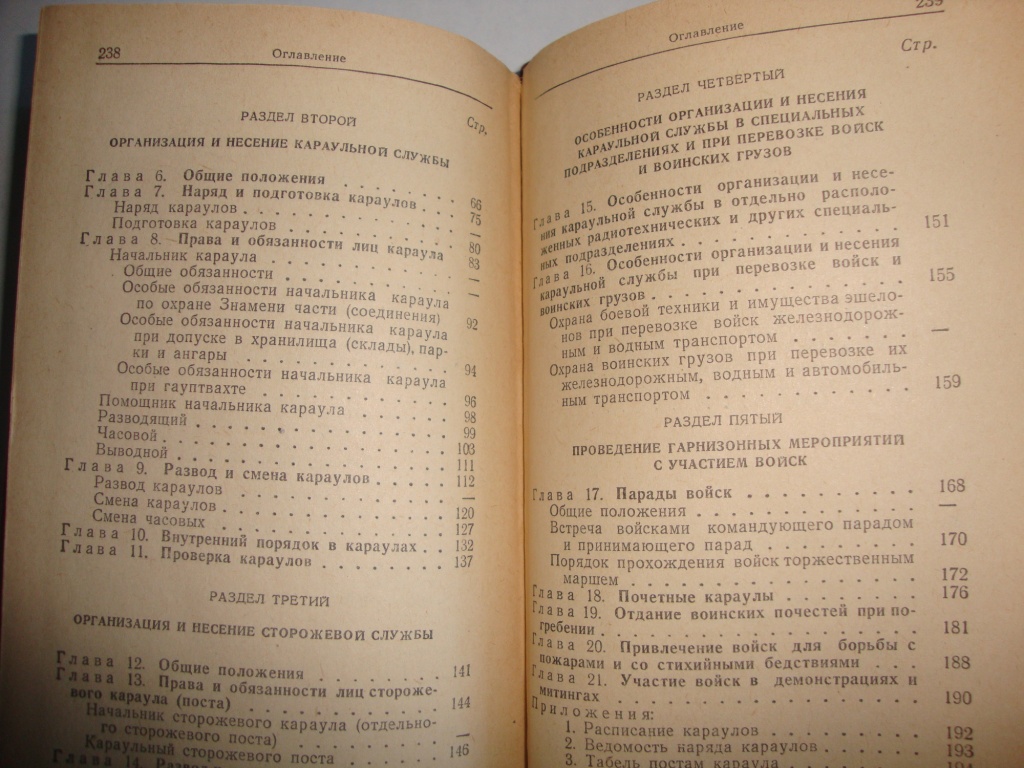 238
Оглавление
Стр.
РАЗДЕЛ ВТОРОЙ
ОРГАНИЗАЦИЯ И НЕСЕНИЕ КАРАУЛЬНОЙ СЛУЖБЫ
Глава 6. Общие положения . . . . . . . 66
Глава 7. Наряд и подготовка караулов . . . 75
Наряд караулов . . . . . . . . . . . —
Подготовка караулов . . . . . . . . . 80
Глава 8. Права и обязанности лиц караула 83
Начальник караула . . . . . . . . . . —
Общие обязанности . . . . . . . . . —
Особые обязанности начальника караула
по охране Знамени части (соединения) 92
Особые обязанности начальника караула
при допуске в хранилища (склады), пар-
ки и ангары . . . . . . . . . . . 94
Особые обязанности начальника караула
при гауптвахте . . . . . . . . . . 96
Помощник начальника караула . . . . . . 98
Разводящий . . . . . . . . . . . . . 99
Часовой . . . . . . . . . . . . . . 103
Выводной . . . . . . . . . . . . . 111
Глава 9. Развод и смена караулов . . . . . 112
Развод караулов . . . . . . . . . . . —
Смена караулов . . . . . . . . . . . 120
Смена часовых . . . . . . . . . . . 127
Глава 10. Внутренний порядок в караулах . . 132
Глава 11. Проверка караулов . . . . . . . 137
РАЗДЕЛ ТРЕТИЙ
ОРГАНИЗАЦИЯ И НЕСЕНИЕ СТОРОЖЕВОЙ СЛУЖБЫ
Глава 12. Общие положения . . . . . . . 141
Глава 13. Права и обязанности лиц стороже-
вого караула (поста) . . . . . . . . . . 144
Начальник сторожевого караула (отдельно-
го сторожевого поста) . . . . . . . . —
Караульный сторожевого поста . . . . . 146
Глава 14.
239
Оглавление
Стр.
РАЗДЕЛ ЧЕТВЕРТЫЙ
ОСОБЕННОСТИ ОРГАНИЗАЦИИ И НЕСЕНИЯ
КАРАУЛЬНОЙ СЛУЖБЫ В СПЕЦИАЛЬНЫХ
ПОДРАЗДЕЛЕНИЯХ И ПРИ ПЕРЕВОЗКЕ ВОЙСК
И ВОИНСКИХ ГРУЗОВ
Глава 15. Особенности организации и несе-
ния караульной службы в отдельно располо-
женных радиотехнических и других специаль-
ных подразделениях . . . . . . . . . . 151
Глава 16. Особенности организации и несения
караульной службы при перевозке войск и
воинских грузов . . . . . . . . . . . . 155
Охрана боевой техники и имущества эшело-
нов при перевозке войск железнодорож-
ным и водным транспортом . . . . . . —
Охрана воинских грузов при перевозке их
железнодорожным, водным и автомобиль-
ным транспортом . . . . . . . . . . 159
РАЗДЕЛ ПЯТЫЙ
ПРОВЕДЕНИЕ ГАРНИЗОННЫХ МЕРОПРИЯТИЙ
С УЧАСТИЕМ ВОЙСК
Глава 17. Парады войск . . . . . . . . . 168
Общие положения . . . . . . . . . . —
Встреча войсками командующего парадом
и принимающего парад . . . . . . . . 170
Порядок прохождения войск торжественным
маршем . . . . . . . . . . . . . . 172
Глава 18. Почетные караулы . . . . . . . 176
Глава 19. Отдание воинских почестей при по-
гребении . . . . . . . . . . . . . . . 181
Глава 20. Привлечение войск для борьбы с
пожарами и со стихийными бедствиями . . . 188
Глава 21. Участие войск в демонстрациях и
митингах . . . . . . . . . . . . . . . 190
Приложения:
1. Расписание караулов . . . . . . . . 192
2. Ведомость наряда караулов . . . . . 193
3. Табель постам караула . . . . . . . 194